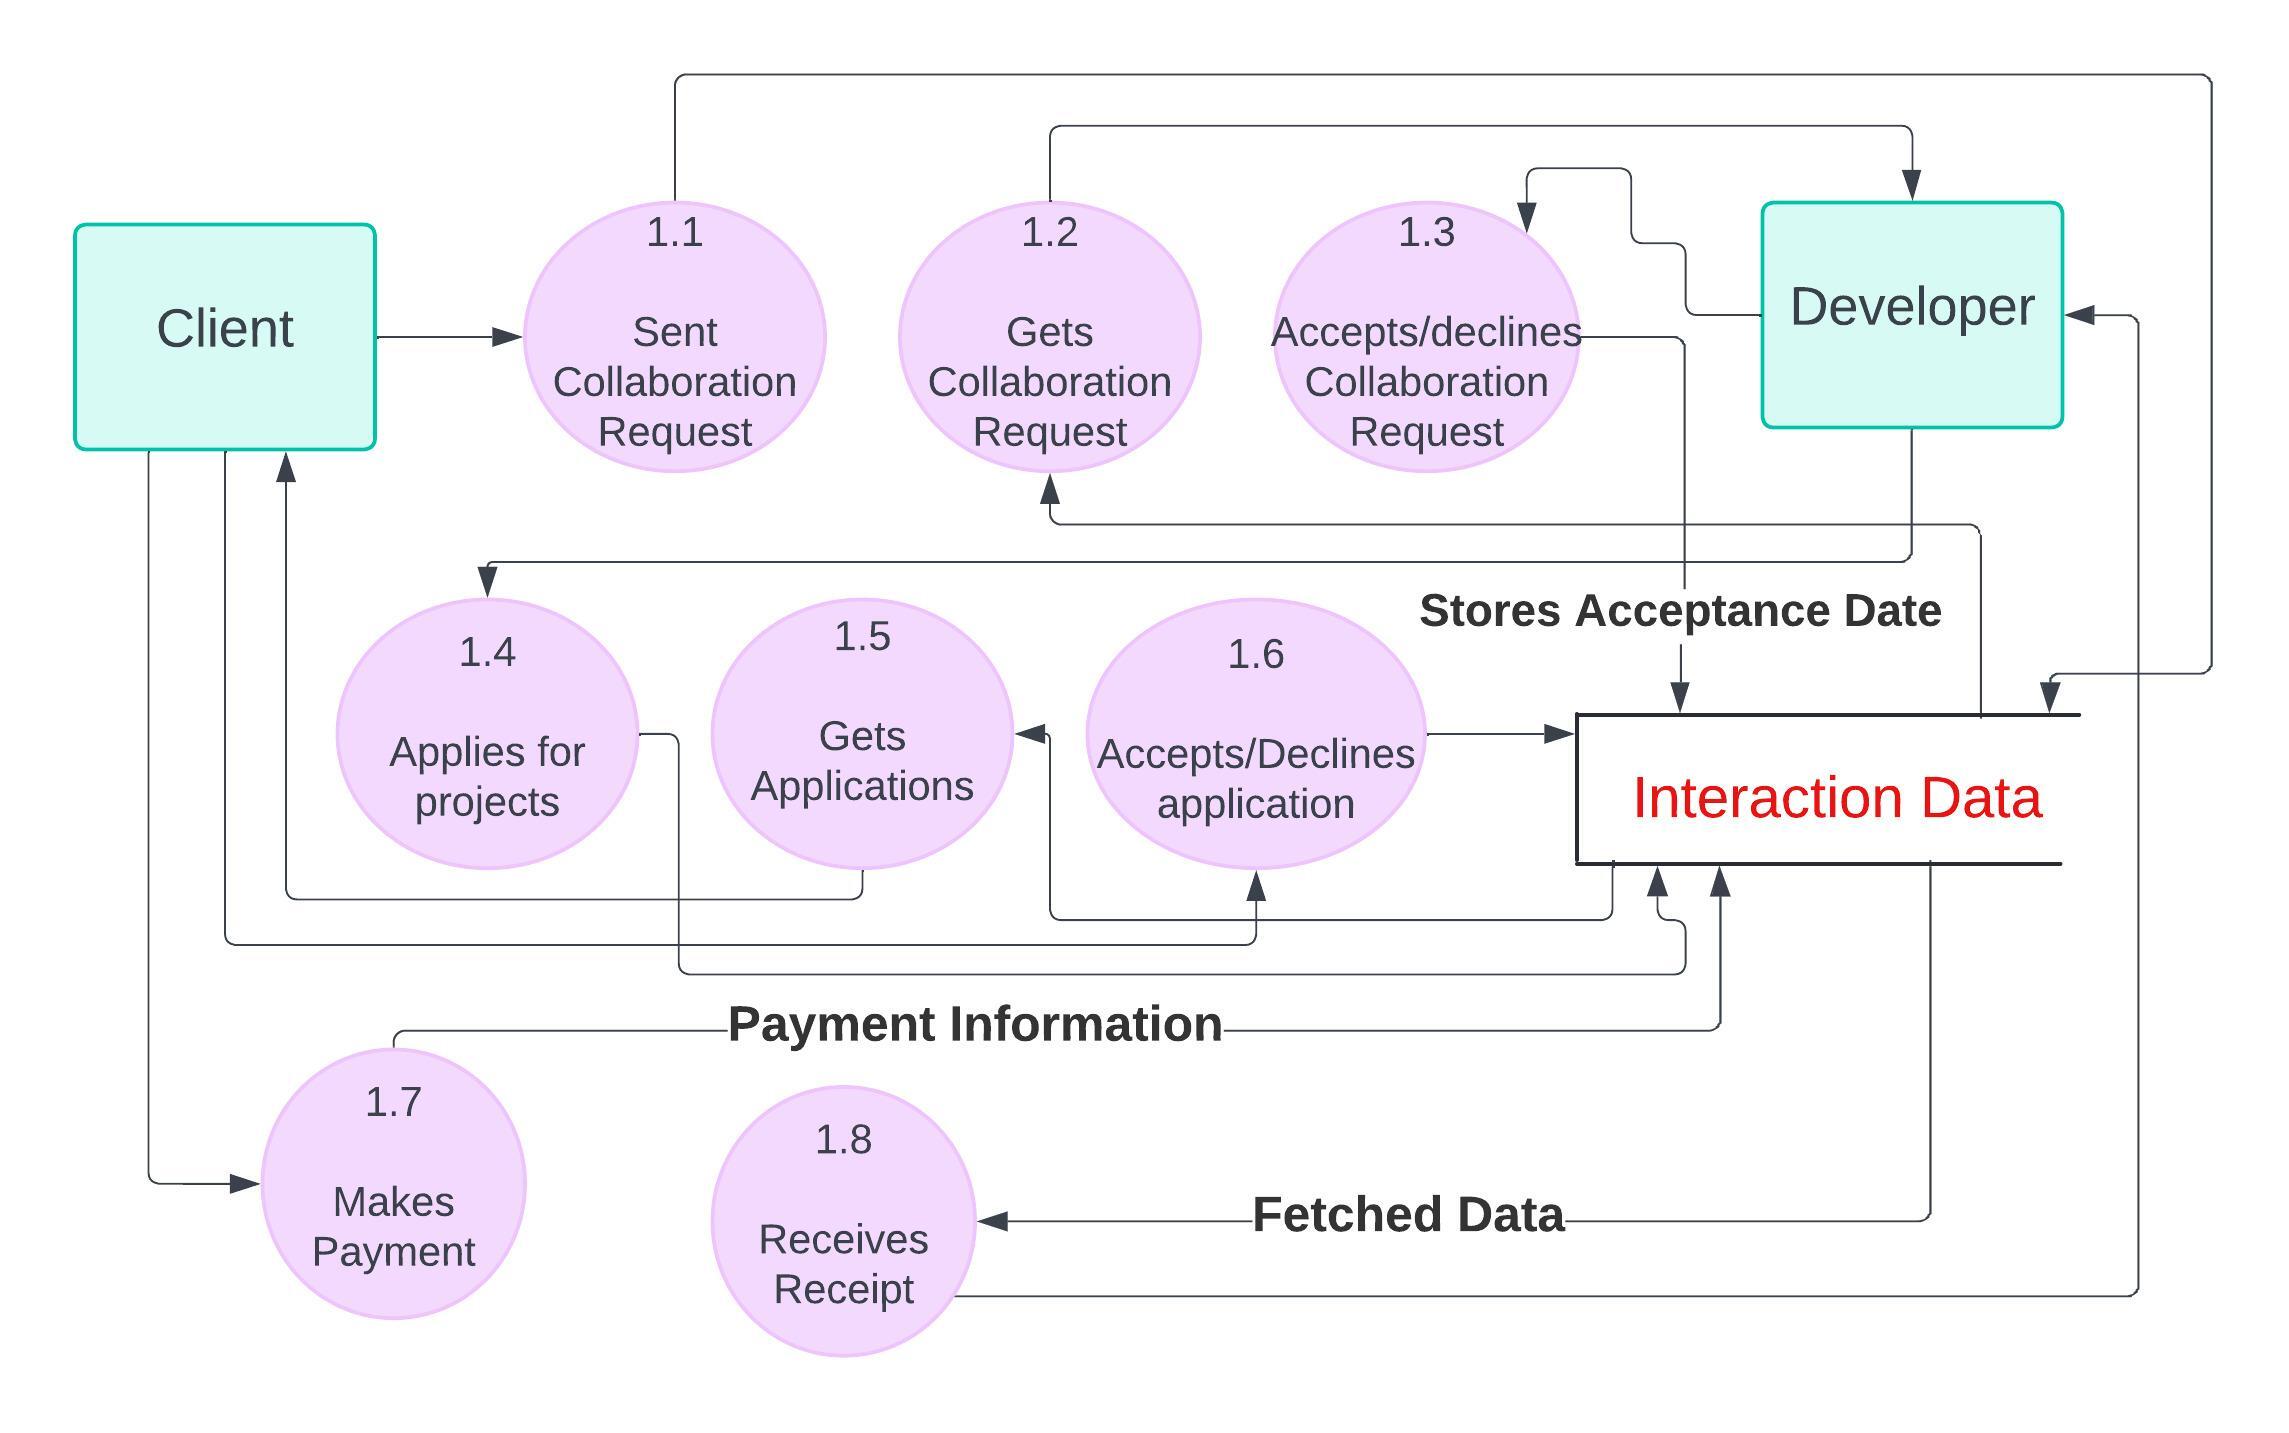 Client
1.1
Sent
Collaboration
Request
1.2
Gets
Collaboration
Request
1.3
Accepts/declines
Collaboration
Request
Developer
Stores Acceptance Date
1.4
Applies for
projects
1.5
Gets
Applications
1.6
Accepts/Declines
application
Interaction Data
Payment Information
1.7
Makes
Payment
1.8
Receives
Receipt
Fetched Data